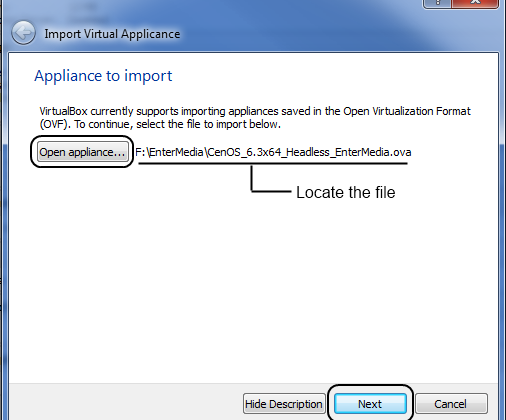 Import Virtual Applicance
Appliance to import
VirtualBox currently supports importing appliances saved in the Open Virtualization Format
(OVF). To continue, select the file to import below.
Open appliance... F:\EnterMedia\CenOS_6.3x64_Headless_EnterMedia.ova
Locate the file
Hide Description Next Cancel